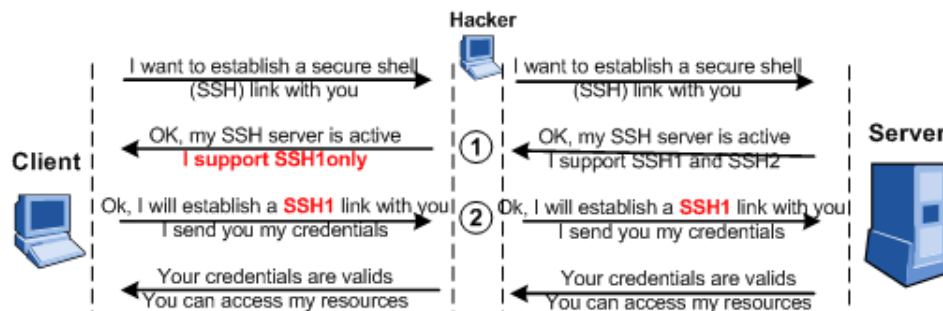 Hacker
I want to establish a secure shell
(SSH) link with you
I want to establish a secure shell
(SSH) link with you
OK, my SSH server is active
I support SSH1only
1
OK, my SSH server is active
I support SSH1 and SSH2
Client
Server
Ok, I will establish a SSH1 link with you
I send you my credentials
2
Ok, I will establish a SSH1 link with you
I send you my credentials
Your credentials are valids
You can access my resources
Your credentials are valids
You can access my resources